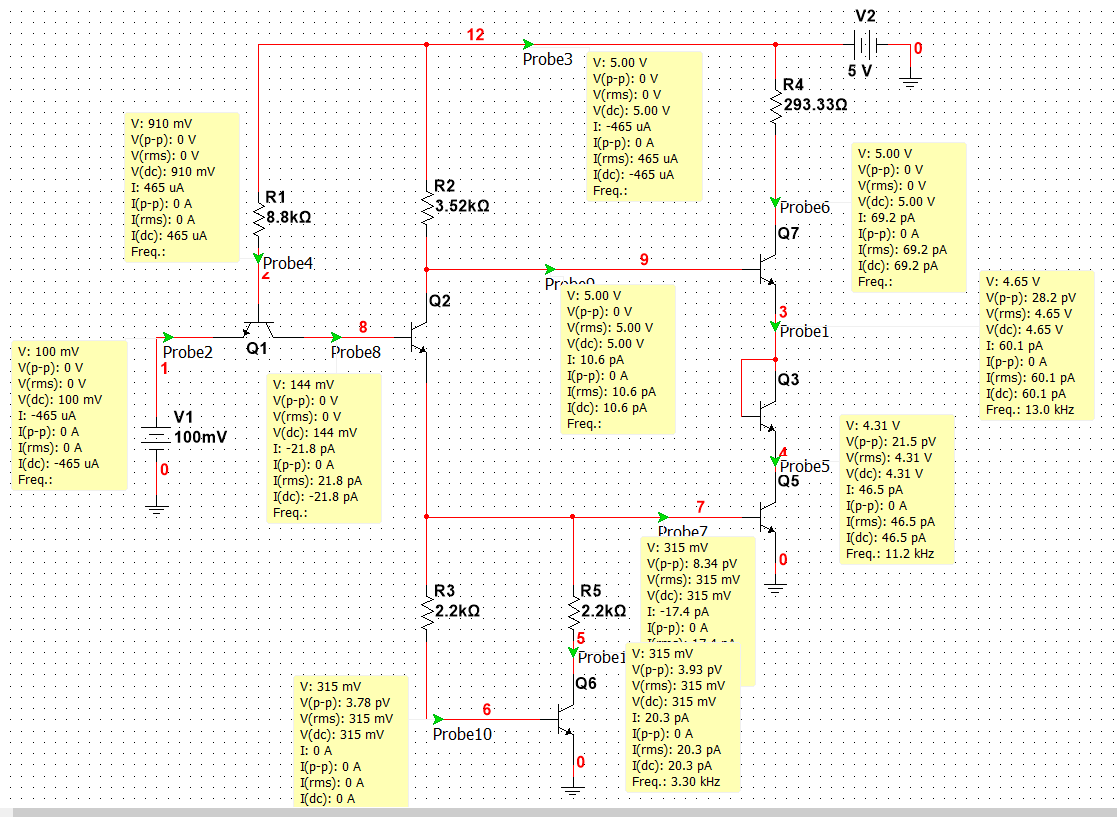 V2
12
0
Probe3
5 V
V: 5.00 V
V(p-p): 0 V
V(rms): 0 V
V(dc): 5.00 V
I: -465 uA
I(p-p): 0 A
I(rms): 465 uA
I(dc): -465 uA
Freq.:
R4
293.33Ω
V: 910 mV
V(p-p): 0 V
V(rms): 0 V
V(dc): 910 mV
I: 465 uA
I(p-p): 0 A
I(rms): 465 uA
I(dc): 465 uA
Freq.:
R1
8.8kΩ
R2
3.52kΩ
V: 5.00 V
V(p-p): 0 V
V(rms): 0 V
V(dc): 5.00 V
I: 69.2 pA
I(p-p): 0 A
I(rms): 69.2 pA
I(dc): 69.2 pA
Freq.:
Probe6
Q7
Probe4
2
9
V: 5.00 V
V(p-p): 0 V
V(rms): 5.00 V
V(dc): 5.00 V
I: 10.6 pA
I(p-p): 0 A
I(rms): 10.6 pA
I(dc): 10.6 pA
Freq.:
V: 4.65 V
V(p-p): 28.2 pV
V(rms): 4.65 V
V(dc): 4.65 V
I: 60.1 pA
I(p-p): 0 A
I(rms): 60.1 pA
I(dc): 60.1 pA
Freq.: 13.0 kHz
Q2
3
Probe1
8
Q1
Probe2
Probe8
1
V: 100 mV
V(p-p): 0 V
V(rms): 0 V
V(dc): 100 mV
I: -465 uA
I(p-p): 0 A
I(rms): 0 A
I(dc): -465 uA
Freq.:
V1
100mV
0
V: 144 mV
V(p-p): 0 V
V(rms): 0 V
V(dc): 144 mV
I: -21.8 pA
I(p-p): 0 A
I(rms): 21.8 pA
I(dc): -21.8 pA
Freq.:
Q3
V: 4.31 V
V(p-p): 21.5 pV
V(rms): 4.31 V
V(dc): 4.31 V
I: 46.5 pA
I(p-p): 0 A
I(rms): 46.5 pA
I(dc): 46.5 pA
Freq.: 11.2 kHz
4
Probe5
Q5
7
Probe7
0
V: 315 mV
V(p-p): 8.34 pV
V(rms): 315 mV
V(dc): 315 mV
I: -17.4 pA
I(p-p): 0 A
R3
2.2kΩ
R5
2.2kΩ
5
V: 315 mV
V(p-p): 3.93 pV
V(rms): 315 mV
V(dc): 315 mV
I: 20.3 pA
I(p-p): 0 A
I(rms): 20.3 pA
I(dc): 20.3 pA
Freq.: 3.30 kHz
Q6
V: 315 mV
V(p-p): 3.78 pV
V(rms): 315 mV
V(dc): 315 mV
I: 0 A
I(p-p): 0 A
I(rms): 0 A
I(dc): 0 A
6
Probe10
0